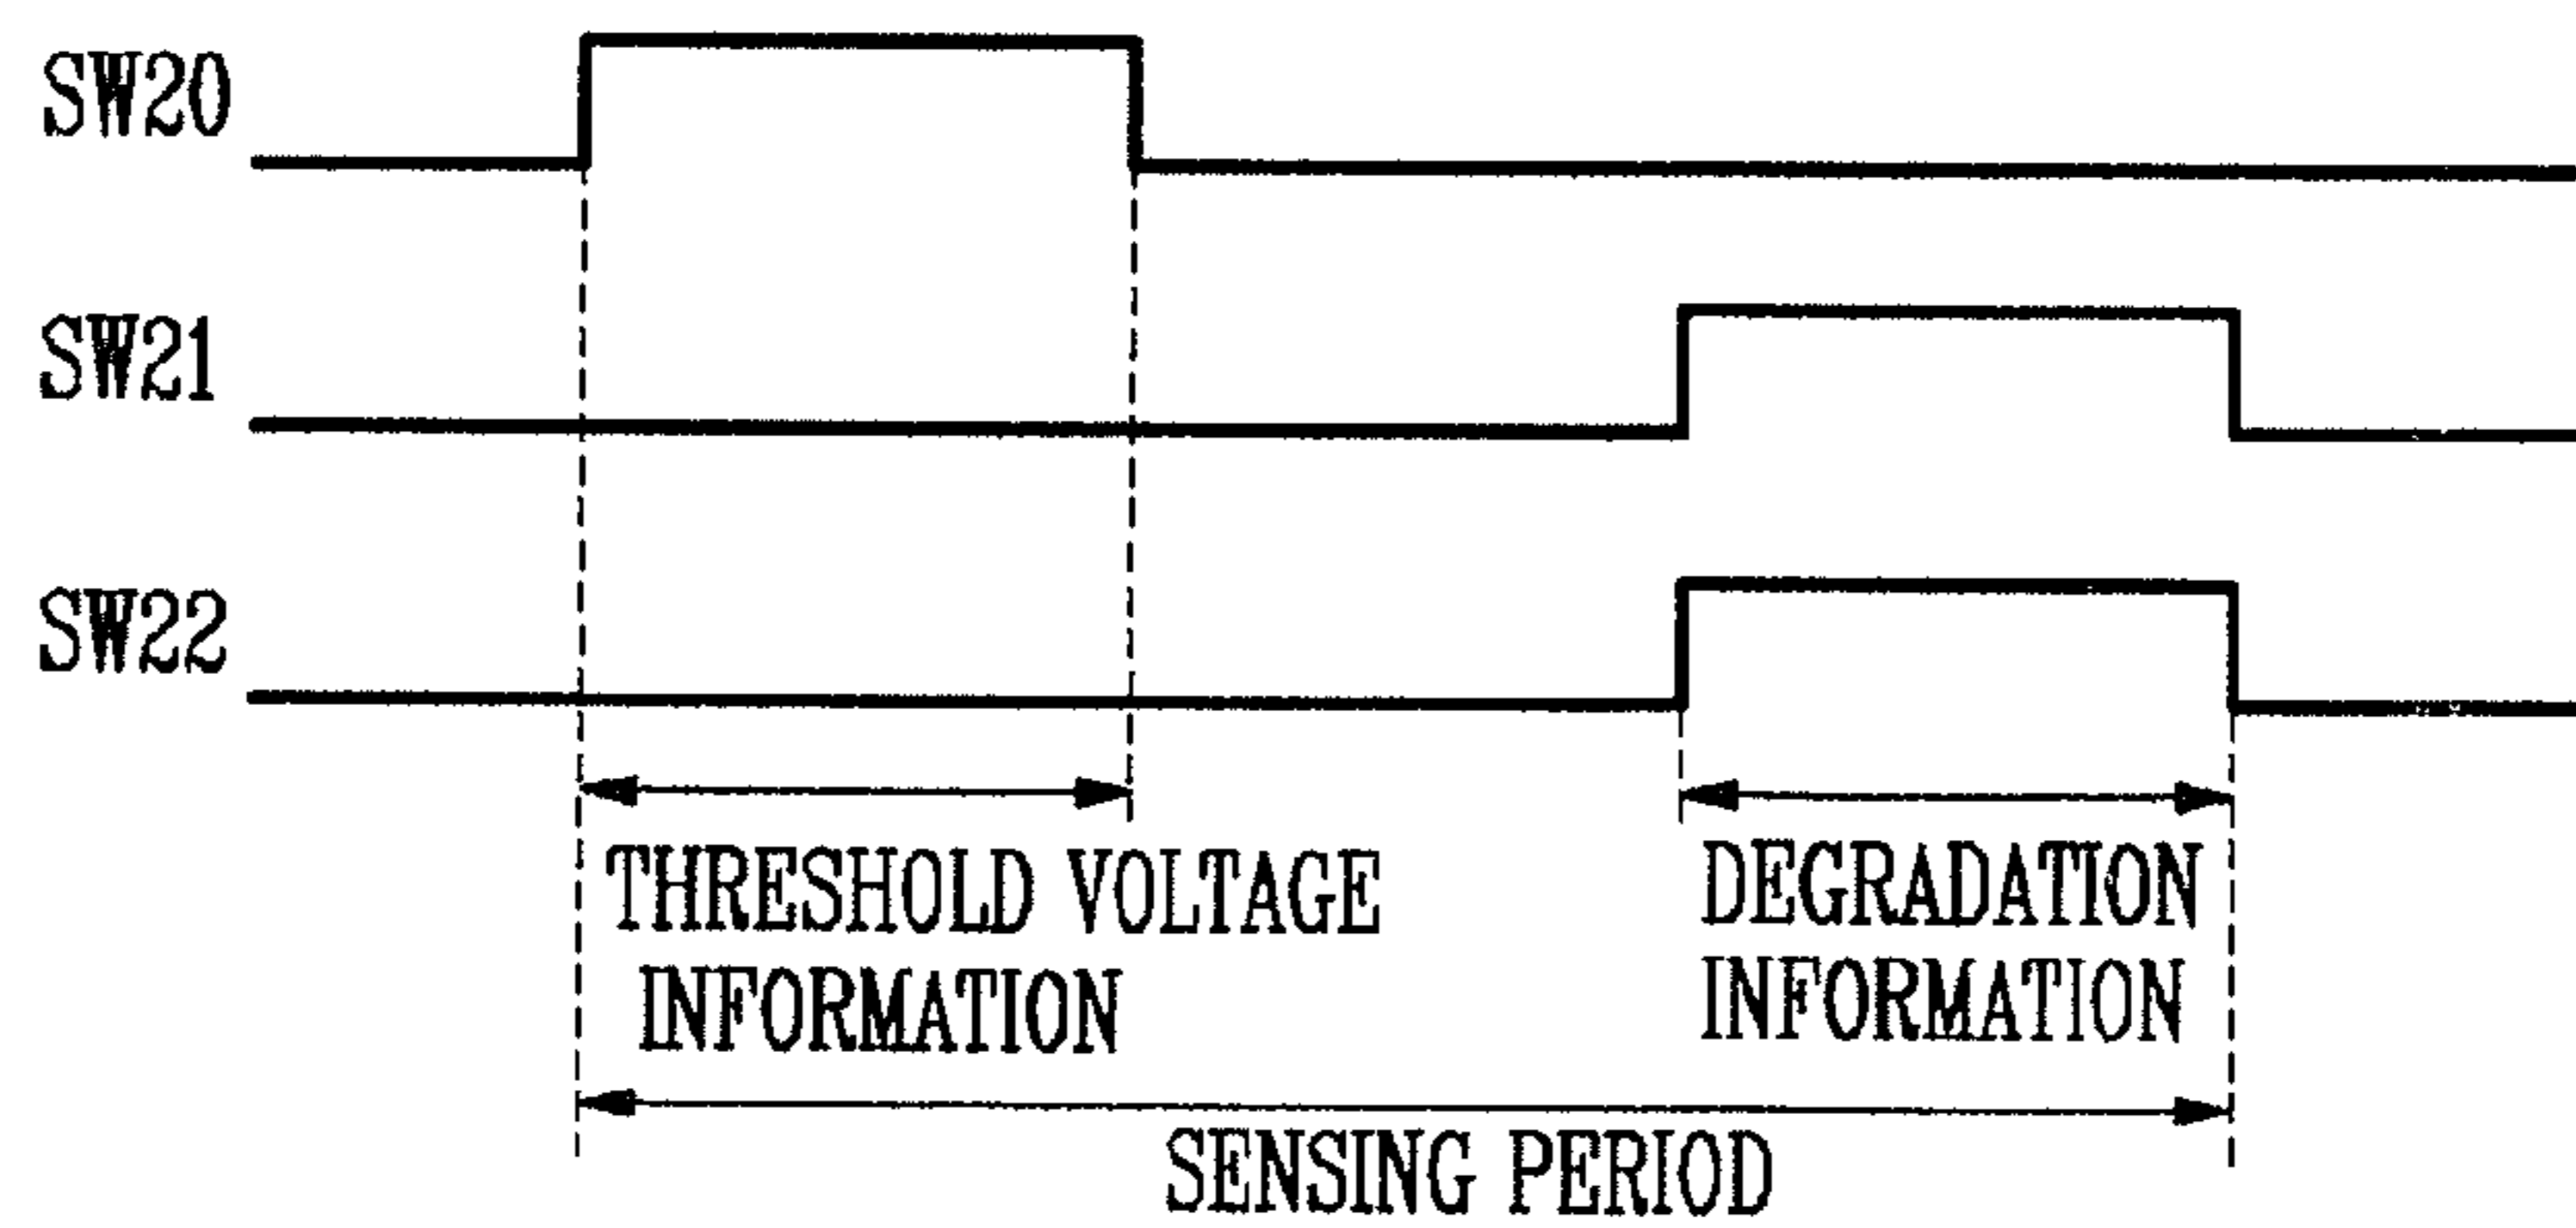 SW20
SW21
SW22
THRESHOLD VOLTAGE
INFORMATION
DEGRADATION
INFORMATION
SENSING PERIOD